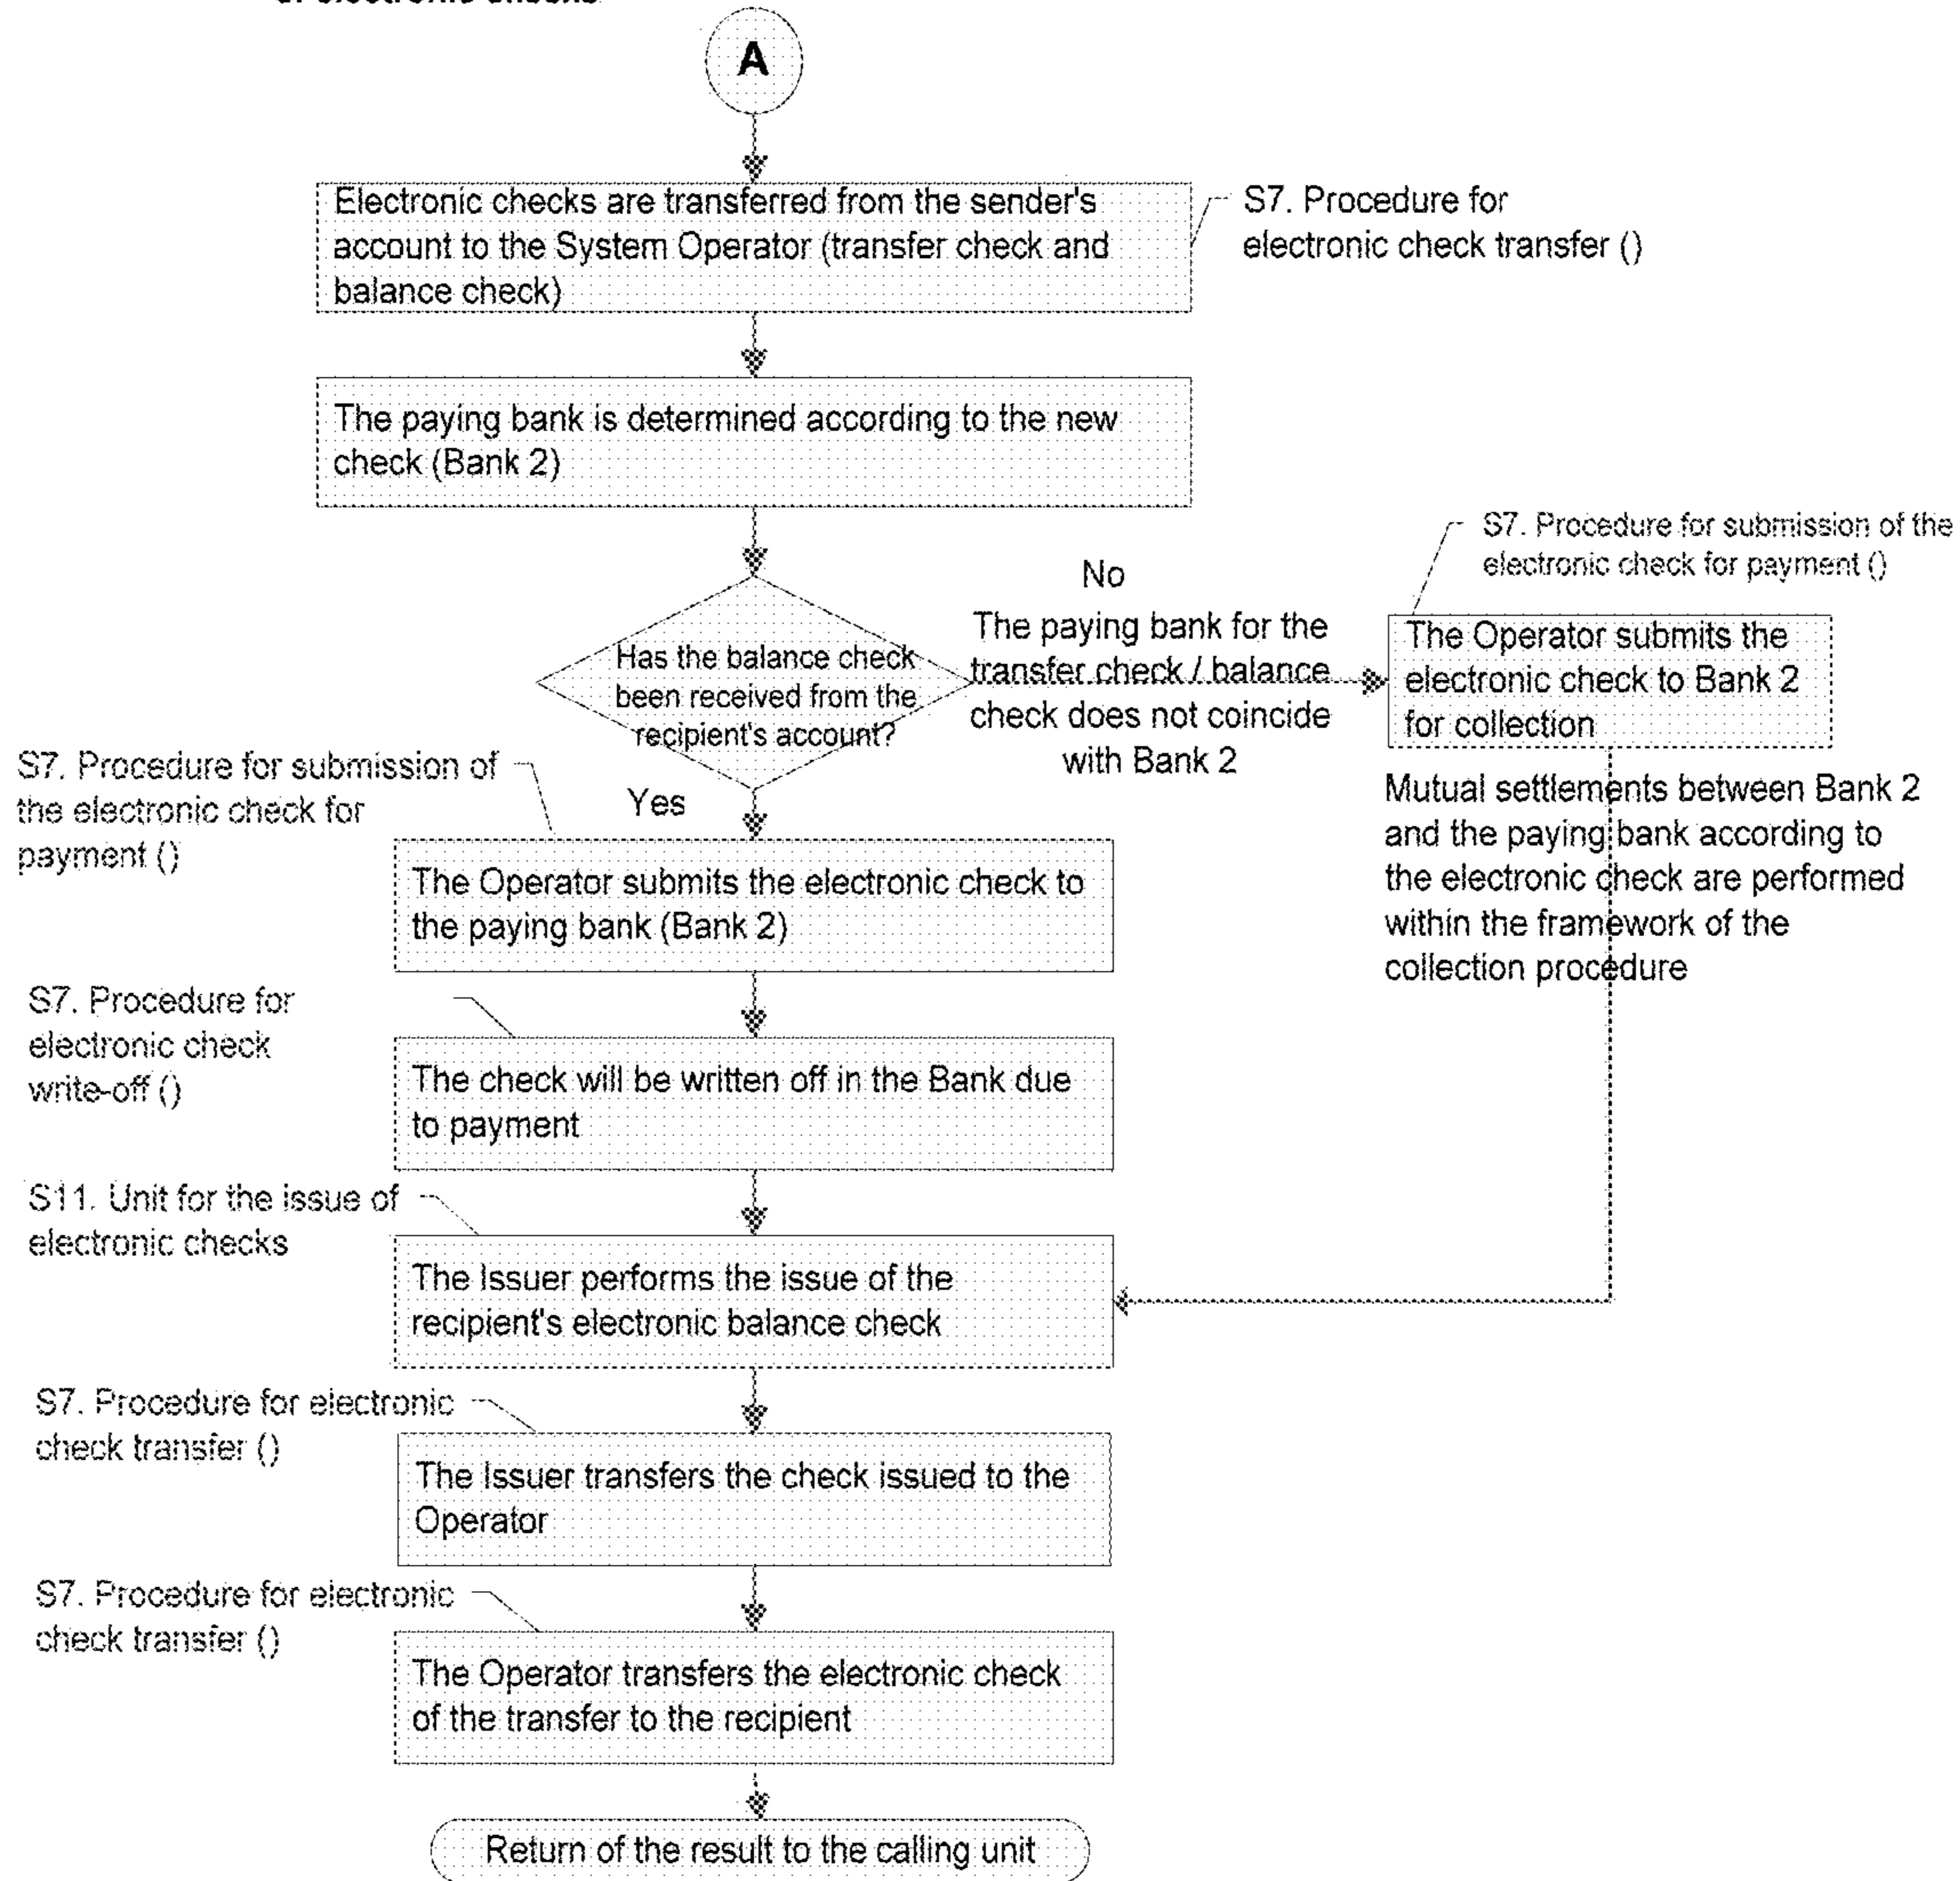 A
Electronic checks are transferred from the sender's
account to the System Operator (transfer check and
balance check)
S7. Procedure for
electronic check transfer ()
The paying bank is determined according to the new
check (Bank 2)
S7. Procedure for submission of the
electronic check for payment ()
Has the balance check
been received from the
recipient's account?
No
The paying bank for the
transfer check / balance
check does not coincide
with Bank 2
The Operator submits the
electronic check to Bank 2
for collection
Mutual settlements between Bank 2
and the paying bank according to
the electronic check are performed
within the framework of the
collection procedure
Yes
S7. Procedure for submission of
the electronic check for
payment ()
The Operator submits the electronic check to
the paying bank (Bank 2)
S7. Procedure for
electronic check
write-off ()
The check will be written off in the Bank due
to payment
S11. Unit for the issue of
electronic checks
The Issuer performs the issue of the
recipient's electronic balance check
S7. Procedure for electronic
check transfer ()
The Issuer transfers the check issued to the
Operator
S7. Procedure for electronic
check transfer ()
The Operator transfers the electronic check
of the transfer to the recipient
Return of the result to the calling unit